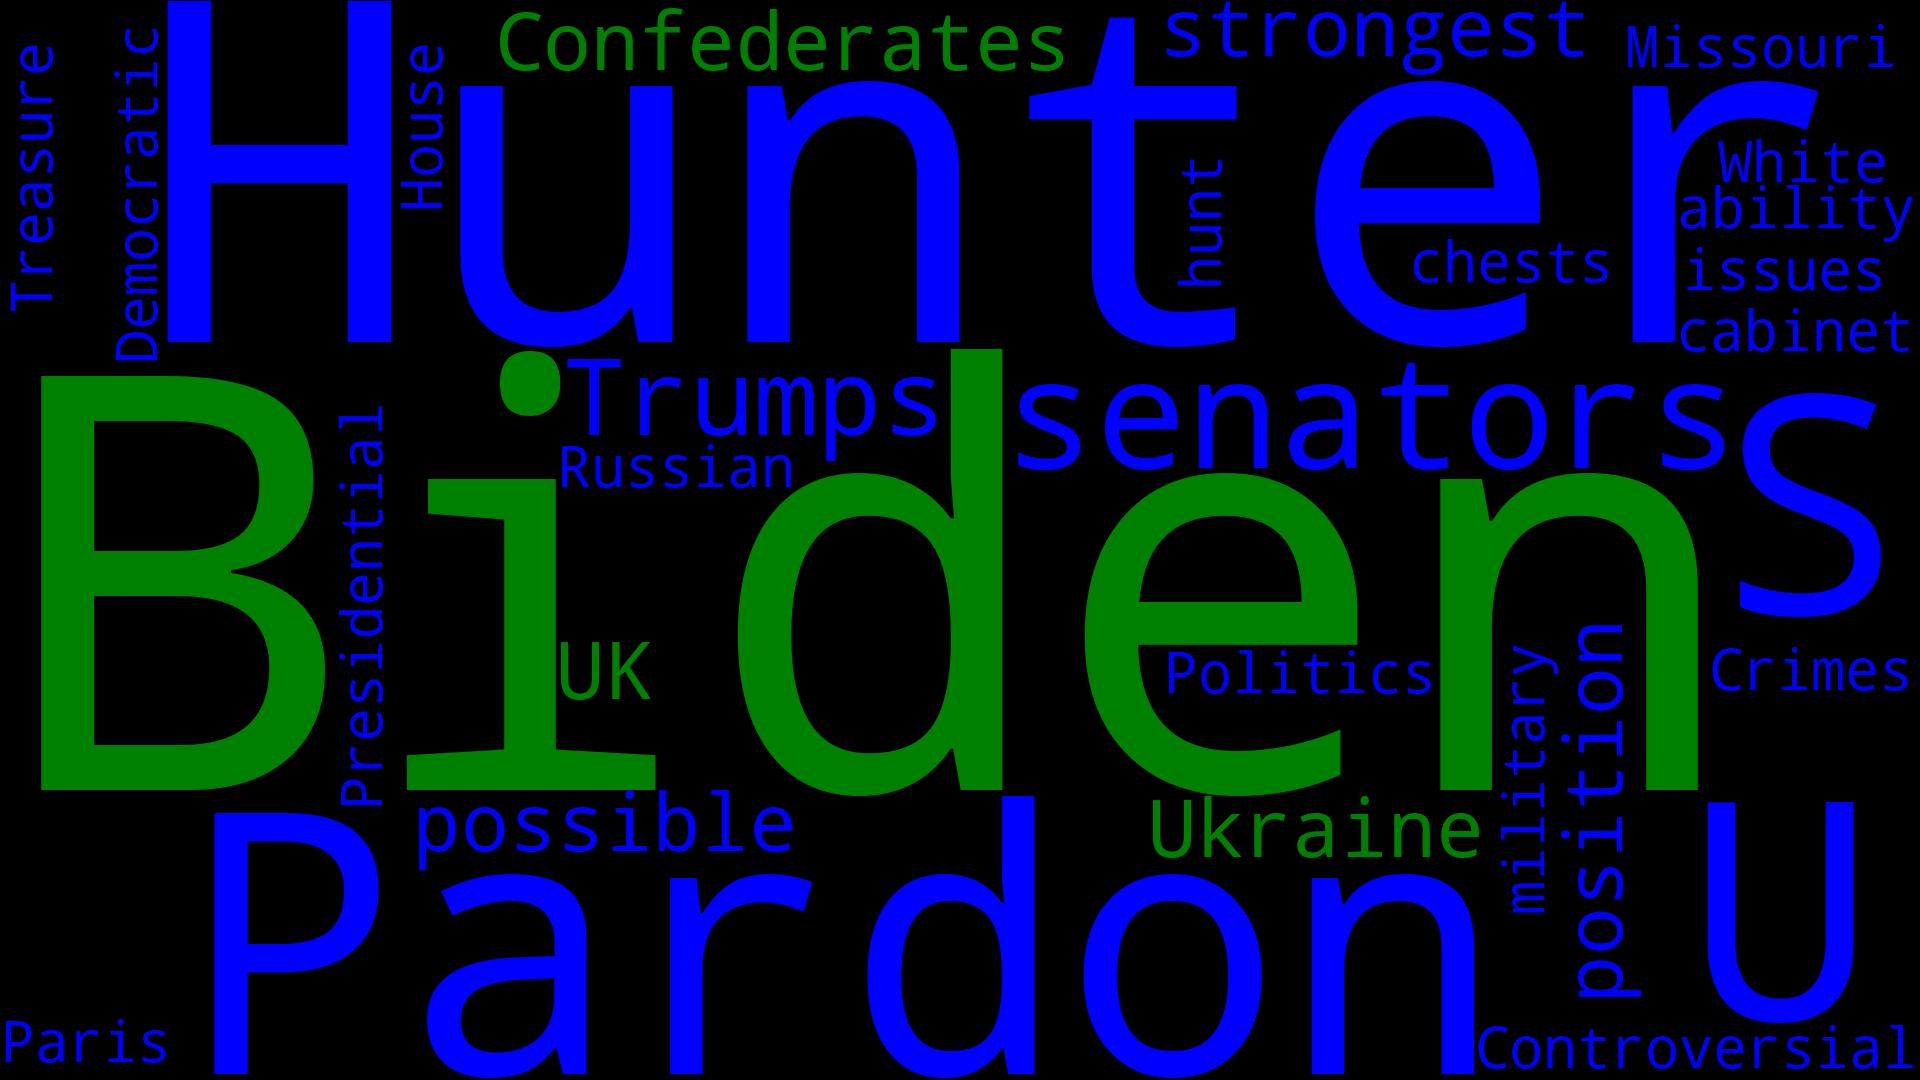 Treasure
Democratic
Hunter
House
Confederates
strongest
Missouri
hunt
White
ability
chests
issues
cabinet
Biden
Trumps
senators
S
Russian
Presidential
UK
Politics
military
position
Crimes
Pardon
possible
Ukraine
U
Paris
Controversial